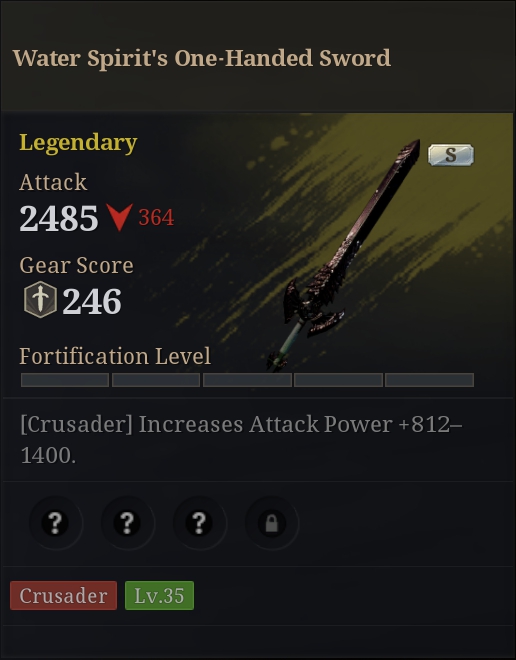 Water Spirit's One-Handed Sword
Legendary
S
Attack
2485 364
Gear Score
246
Fortification Level
[Crusader] Increases Attack Power +812–
1400.
? ? ?
Crusader Lv.35